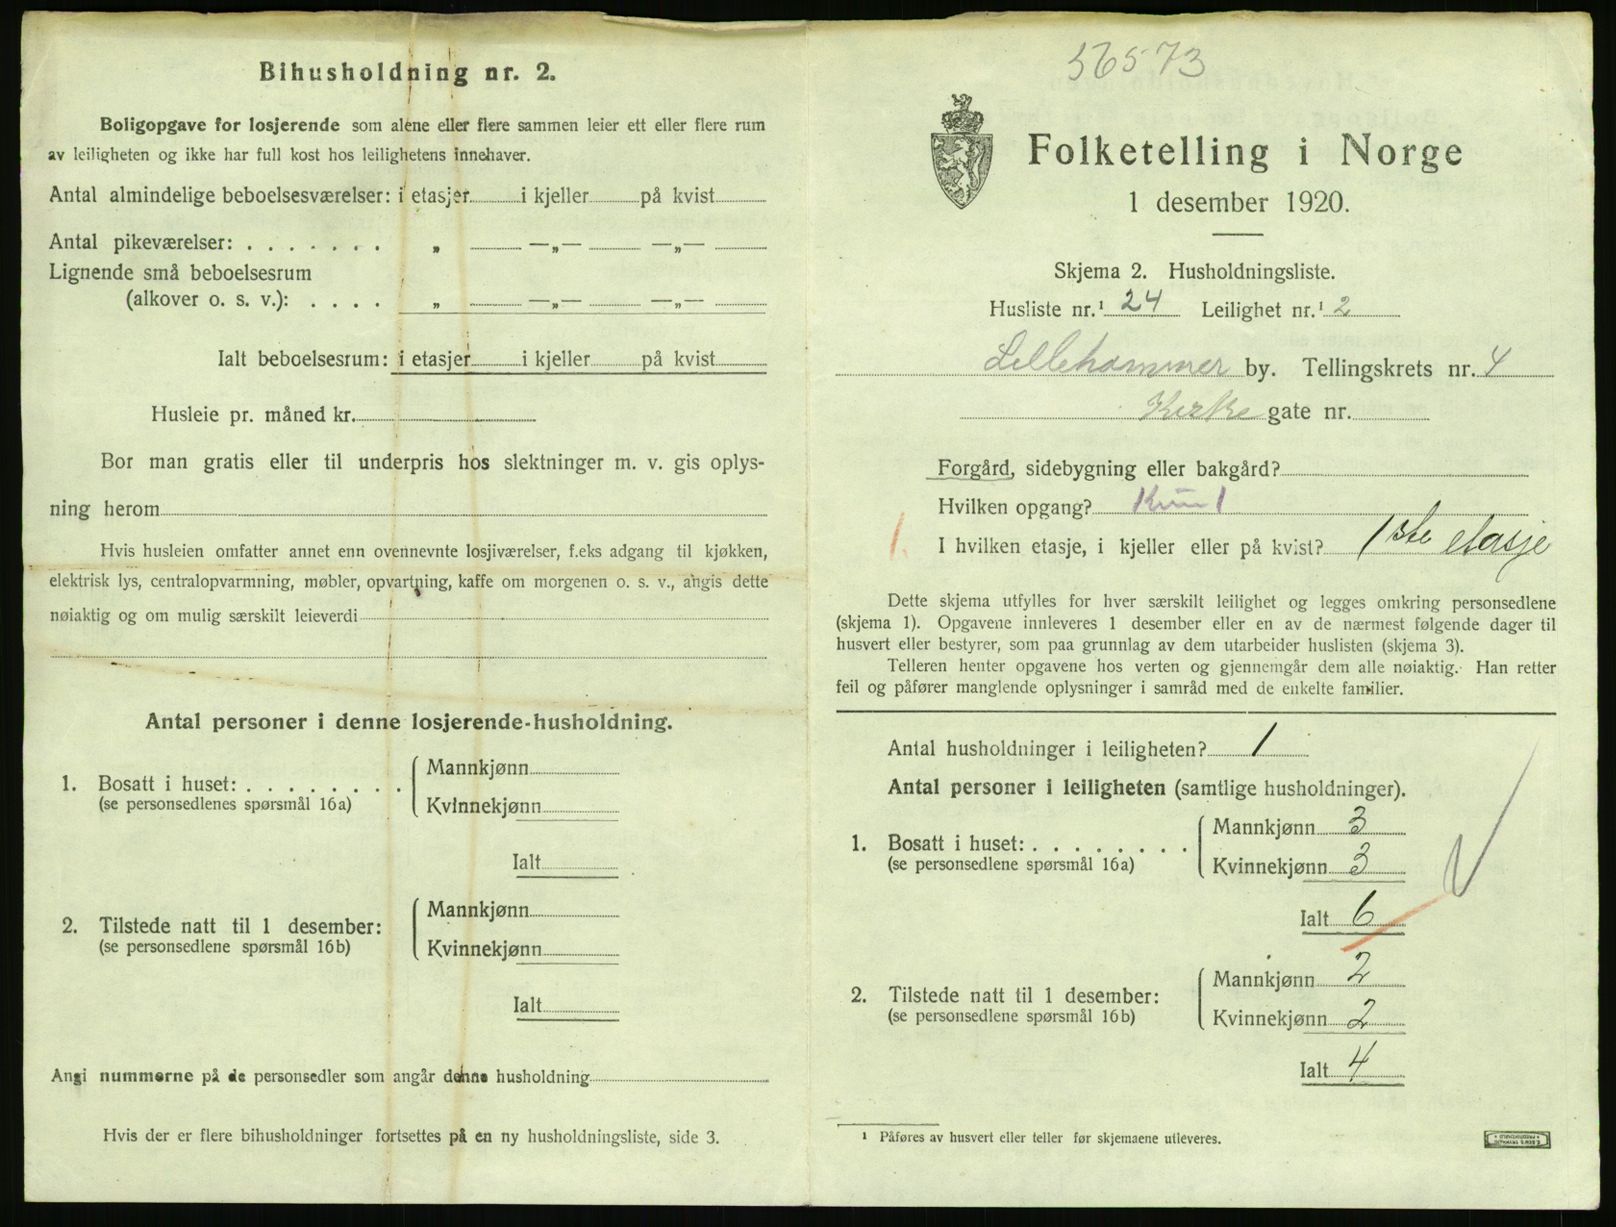 Bihusholdning nr. 2.
Boligopgave for losjerende som alene eller flere sammen leier ett eller flere rum
av leiligheten og ikke har full kost hos leilighetens innehaver.
Antal almindelige beboelsesværelser: i etasjer i kjeller på kvist
Antal pikeværelser: . . . . . . . „ —„— —„—
Lignende små beboelsesrum
(alkover o. s. v.): . . . . „ —„— —„—
Ialt beboelsesrum: i etasjer i kjeller på kvist
Husleie pr. måned kr.
Bor man gratis eller til underpris hos slektninger m. v. gis oplys-
ning herom
Hvis husleien omfatter annet enn ovennevnte losjiværelser, f.eks adgang til kjøkken,
elektrisk lys, centralopvarmning, møbler, opvartning, kaffe om morgenen o. s. v., angis dette
nøiaktig og om mulig særskilt leieverdi
Antal personer i denne losjerende-husholdning.
1. Bosatt i huset: . . . . . . . .
(se personsedlenes spørsmål 16a)
Mannkjønn
Kvinnekjønn
Ialt
2. Tilstede natt til 1 desember:
(se personsedlene spørsmål 16b)
Mannkjønn
Kvinnekjønn
Ialt
Angi nummerne på de personsedler som angår denne husholdning
Hvis der er flere bihusholdninger fortsettes på en ny husholdningsliste, side 3.
56573
Folketelling i Norge
1 desember 1920.
Skjema 2. Husholdningsliste.
Husliste nr.¹ 24 Leilighet nr.¹ 2
Lillehammer by. Tellingskrets nr. 4
Kirke gate nr.
Forgård, sidebygning eller bakgård?
Hvilken opgang?
1. I hvilken etasje, i kjeller eller på kvist? 1ste etasje
Dette skjema utfylles for hver særskilt leilighet og legges omkring personsedlene
(skjema 1). Opgavene innleveres 1 desember eller en av de nærmest følgende dager til
husvert eller bestyrer, som paa grunnlag av dem utarbeider huslisten (skjema 3).
Telleren henter opgavene hos verten og gjennemgår dem alle nøiaktig. Han retter
feil og påfører manglende oplysninger i samråd med de enkelte familier.
Antal husholdninger i leiligheten? 1
Antal personer i leiligheten (samtlige husholdninger).
1. Bosatt i huset: . . . . . . . .
(se personsedlene spørsmål 16a)
Mannkjønn 3
Kvinnekjønn 3
Ialt 6
2. Tilstede natt til 1 desember:
(se personsedlene spørsmål 16b)
Mannkjønn 2
Kvinnekjønn 2
Ialt 4
¹ Påføres av husvert eller teller før skjemaene utleveres.